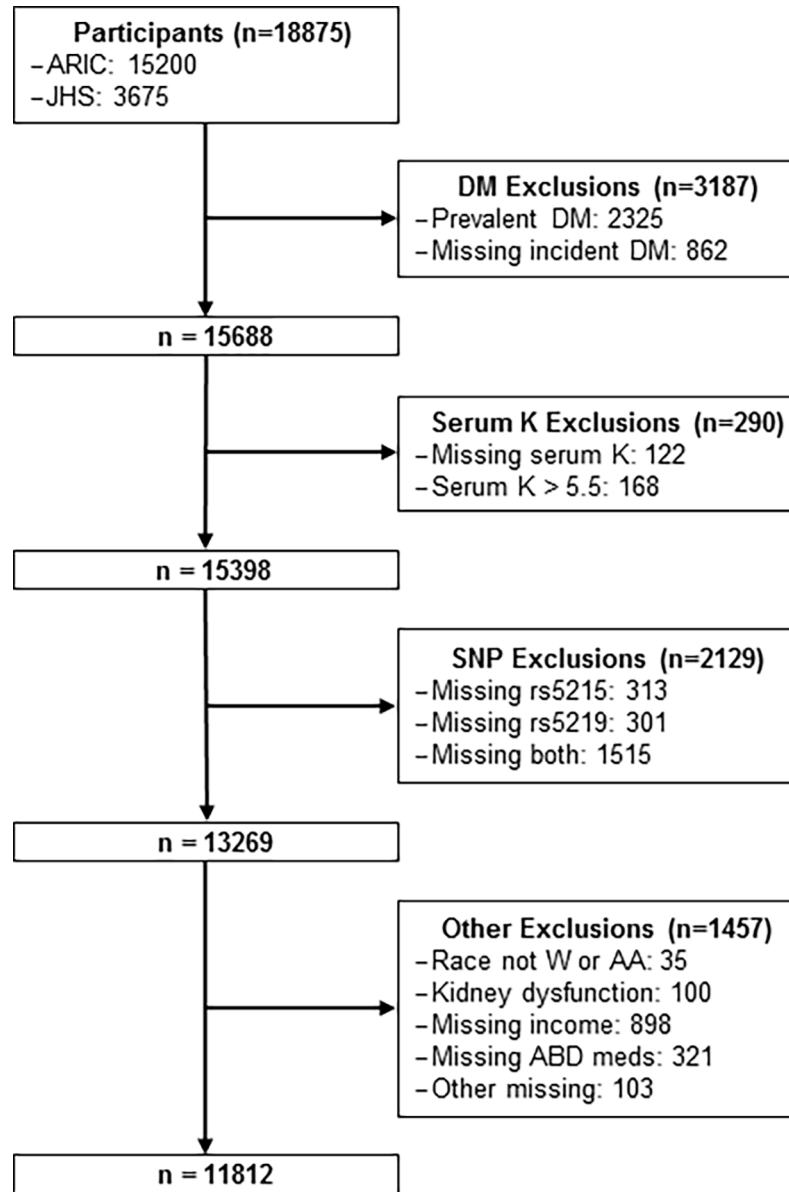 Participants (n=18875)
–ARIC: 15200
–JHS: 3675
DM Exclusions (n=3187)
–Prevalent DM: 2325
–Missing incident DM: 862
n = 15688
Serum K Exclusions (n=290)
–Missing serum K: 122
–Serum K > 5.5: 168
n = 15398
SNP Exclusions (n=2129)
–Missing rs5215: 313
–Missing rs5219: 301
–Missing both: 1515
n = 13269
Other Exclusions (n=1457)
–Race not W or AA: 35
–Kidney dysfunction: 100
–Missing income: 898
–Missing ABD meds: 321
–Other missing: 103
n = 11812